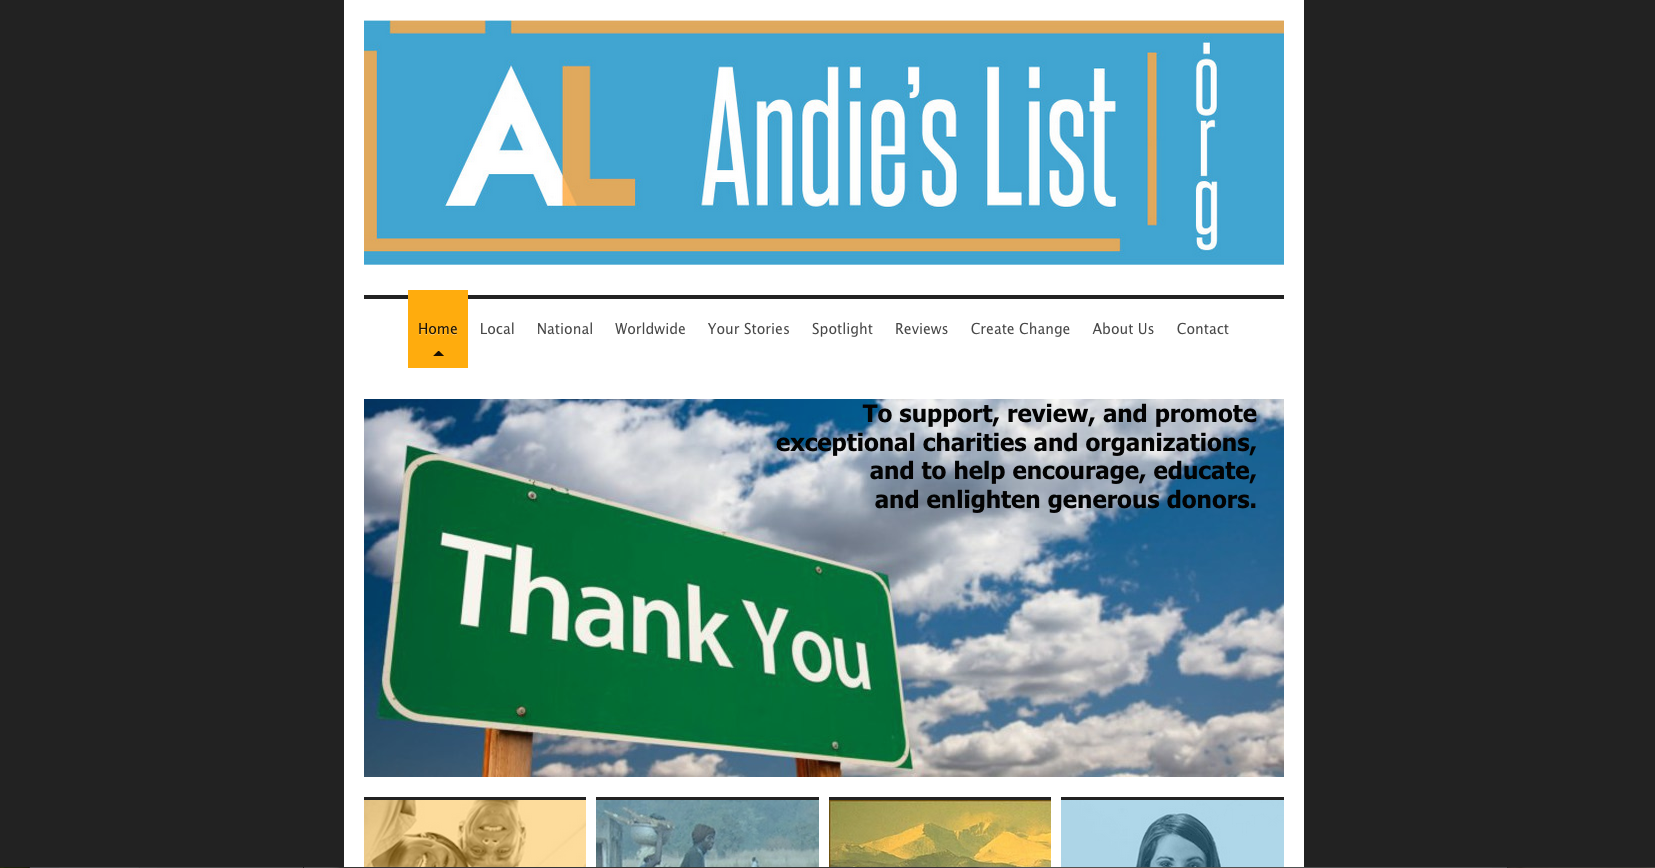 AL Andie's List .org
Home Local National Worldwide Your Stories Spotlight Reviews Create Change About Us Contact
To support, review, and promote
exceptional charities and organizations,
and to help encourage, educate,
and enlighten generous donors.
Thank You